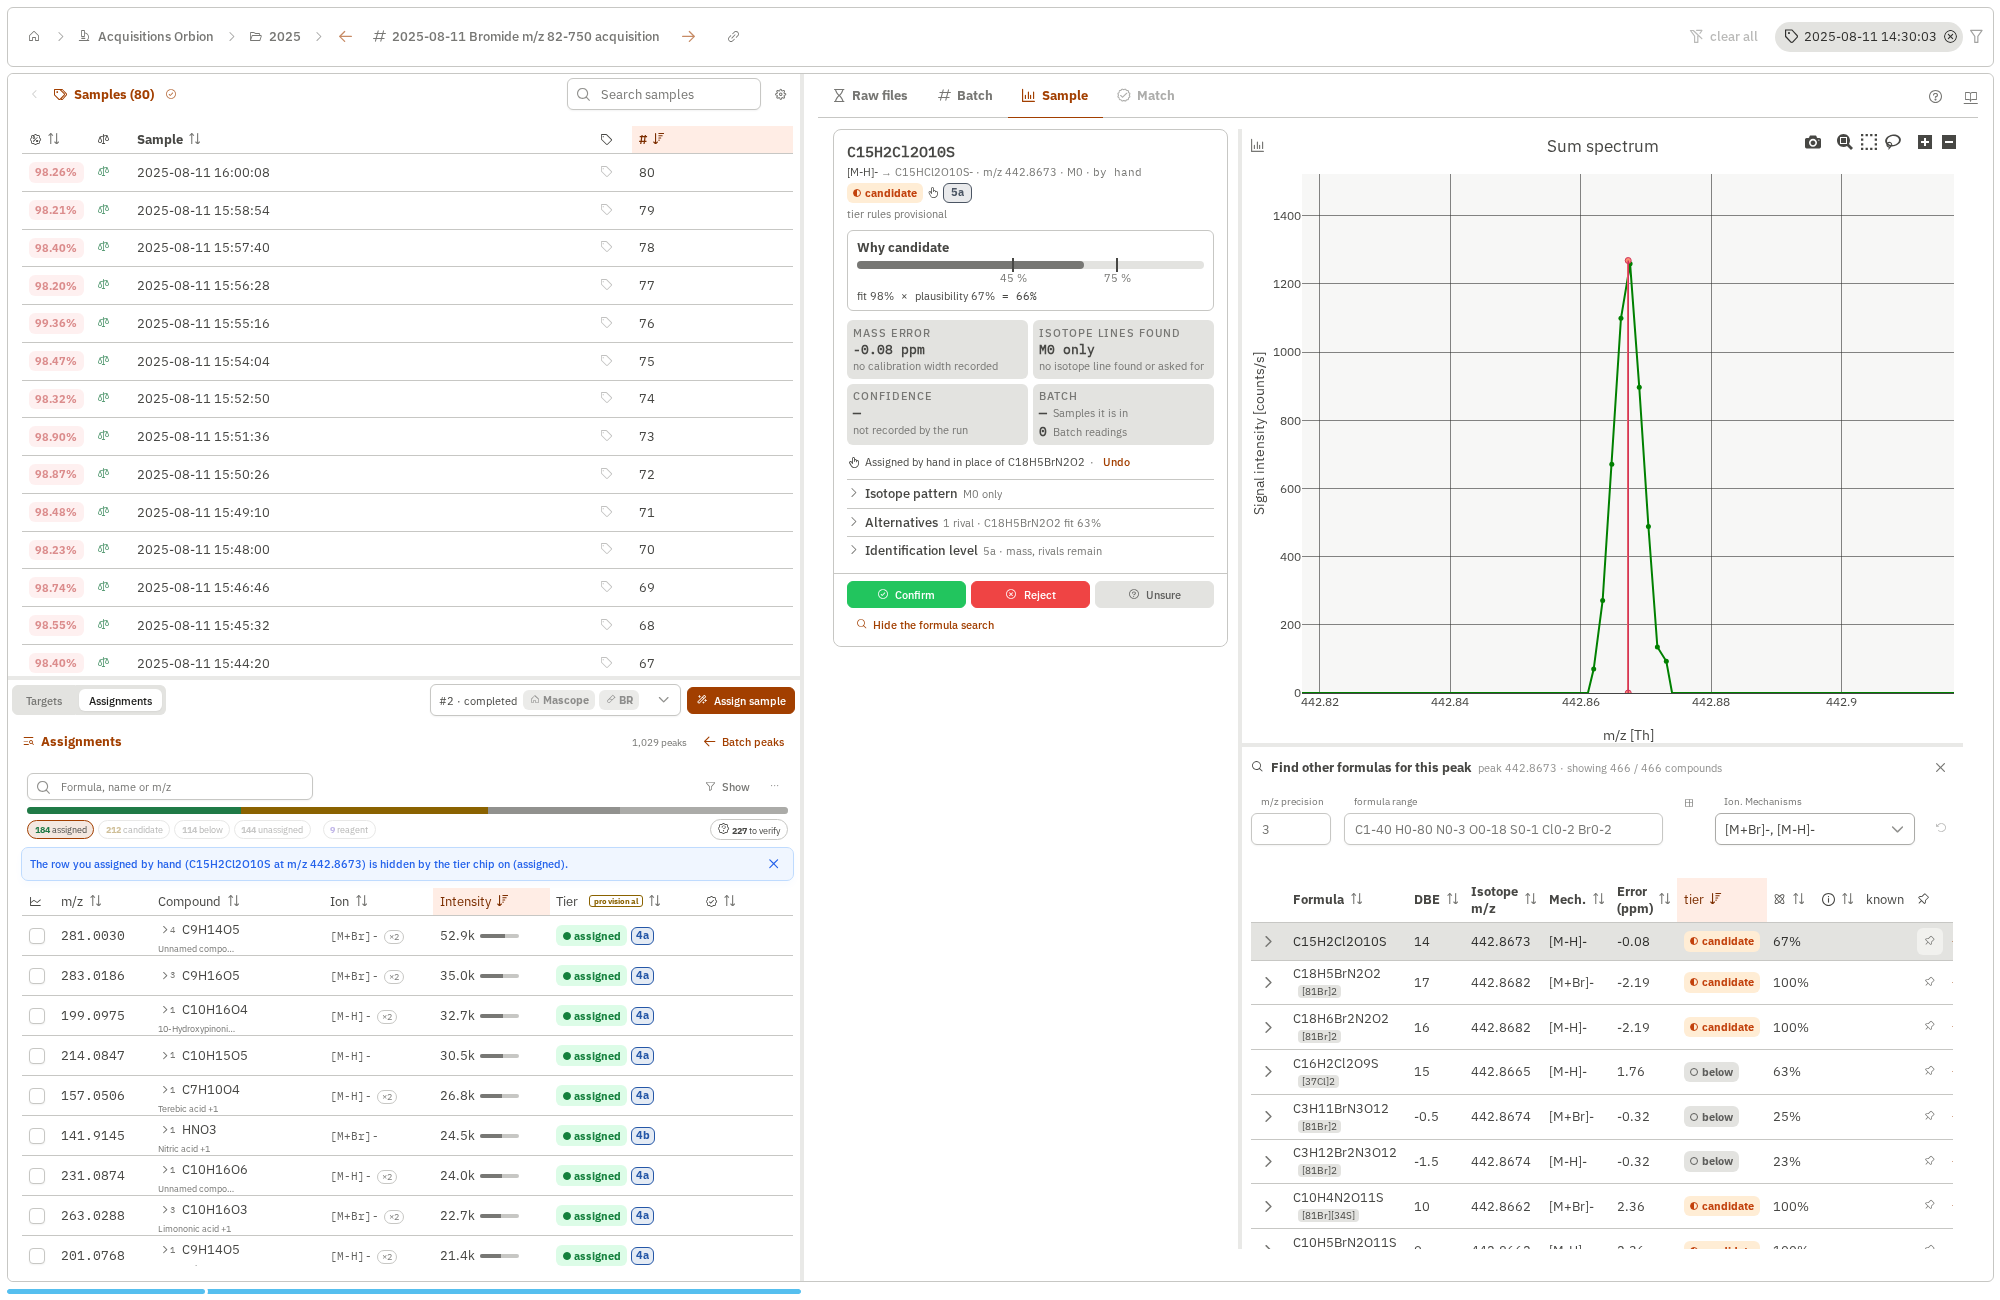 Acquisitions Orbion 2025 2025-08-11 Bromide m/z 82-750 acquisition clear all 2025-08-11 14:30:03
Samples (80) Search samples
Sample #
98.26% 2025-08-11 16:00:08 80
98.21% 2025-08-11 15:58:54 79
98.40% 2025-08-11 15:57:40 78
98.20% 2025-08-11 15:56:28 77
99.36% 2025-08-11 15:55:16 76
98.47% 2025-08-11 15:54:04 75
98.32% 2025-08-11 15:52:50 74
98.90% 2025-08-11 15:51:36 73
98.87% 2025-08-11 15:50:26 72
98.48% 2025-08-11 15:49:10 71
98.23% 2025-08-11 15:48:00 70
98.74% 2025-08-11 15:46:46 69
98.55% 2025-08-11 15:45:32 68
98.40% 2025-08-11 15:44:20 67
Targets Assignments #2 · completed Mascope BR Assign sample
Assignments 1,029 peaks Batch peaks
Formula, name or m/z Show ...
184 assigned 212 candidate 114 below 144 unassigned 9 reagent 227 to verify
The row you assigned by hand (C15H2Cl2O10S at m/z 442.8673) is hidden by the tier chip on (assigned).
m/z Compound Ion Intensity Tier provisional
281.0030 4 C9H14O5 [M+Br]- ×2 52.9k assigned 4a
Unnamed compo...
283.0186 3 C9H16O5 [M+Br]- ×2 35.0k assigned 4a
199.0975 1 C10H16O4 [M-H]- ×2 32.7k assigned 4a
10-Hydroxypinoni...
214.0847 1 C10H15O5 [M-H]- 30.5k assigned 4a
157.0506 1 C7H10O4 [M-H]- ×2 26.8k assigned 4a
Terebic acid +1
141.9145 1 HNO3 [M+Br]- 24.5k assigned 4b
Nitric acid +1
231.0874 1 C10H16O6 [M-H]- ×2 24.0k assigned 4a
Unnamed compo...
263.0288 3 C10H16O3 [M+Br]- ×2 22.7k assigned 4a
Limononic acid +1
201.0768 1 C9H14O5 [M-H]- ×2 21.4k assigned 4a
Raw files Batch Sample Match
C15H2Cl2O10S
[M-H]- → C15HCl2O10S- · m/z 442.8673 · M0 · by hand
candidate 5a
tier rules provisional
Why candidate
45 % 75 %
fit 98% × plausibility 67% = 66%
MASS ERROR
-0.08 ppm
no calibration width recorded
ISOTOPE LINES FOUND
M0 only
no isotope line found or asked for
CONFIDENCE
—
not recorded by the run
BATCH
— Samples it is in
0 Batch readings
Assigned by hand in place of C18H5BrN2O2 · Undo
Isotope pattern M0 only
Alternatives 1 rival · C18H5BrN2O2 fit 63%
Identification level 5a · mass, rivals remain
Confirm Reject Unsure
Hide the formula search
Sum spectrum
Signal intensity [counts/s]
1400
1200
1000
800
600
400
200
0
442.82 442.84 442.86 442.88 442.9
m/z [Th]
Find other formulas for this peak peak 442.8673 · showing 466 / 466 compounds
m/z precision formula range Ion. Mechanisms
3 C1-40 H0-80 N0-3 O0-18 S0-1 Cl0-2 Br0-2 [M+Br]-, [M-H]-
Formula DBE Isotope m/z Mech. Error (ppm) tier known
C15H2Cl2O10S 14 442.8673 [M-H]- -0.08 candidate 67%
C18H5BrN2O2 17 442.8682 [M+Br]- -2.19 candidate 100%
[81Br]2
C18H6Br2N2O2 16 442.8682 [M-H]- -2.19 candidate 100%
[81Br]2
C16H2Cl2O9S 15 442.8665 [M-H]- 1.76 below 63%
[37Cl]2
C3H11BrN3O12 -0.5 442.8674 [M+Br]- -0.32 below 25%
[81Br]2
C3H12Br2N3O12 -1.5 442.8674 [M-H]- -0.32 below 23%
[81Br]2
C10H4N2O11S 10 442.8662 [M+Br]- 2.36 candidate 100%
[81Br][34S]
C10H5BrN2O11S